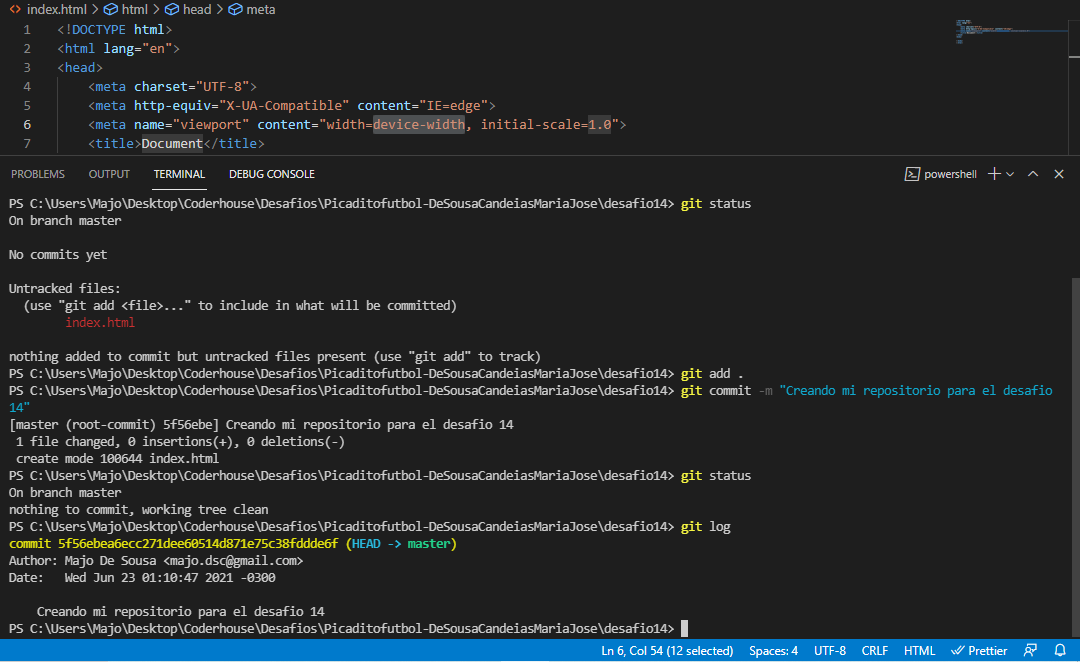 index.html > html > head > meta
1 <!DOCTYPE html>
2 <html lang="en">
3 <head>
4 <meta charset="UTF-8">
5 <meta http-equiv="X-UA-Compatible" content="IE=edge">
6 <meta name="viewport" content="width=device-width, initial-scale=1.0">
7 <title>Document</title>
PROBLEMS OUTPUT TERMINAL DEBUG CONSOLE powershell
PS C:\Users\Majo\Desktop\Coderhouse\Desafios\Picaditofutbol-DeSousaCandeiasMariaJose\desafio14> git status
On branch master
No commits yet
Untracked files:
(use "git add <file>..." to include in what will be committed)
index.html
nothing added to commit but untracked files present (use "git add" to track)
PS C:\Users\Majo\Desktop\Coderhouse\Desafios\Picaditofutbol-DeSousaCandeiasMariaJose\desafio14> git add .
PS C:\Users\Majo\Desktop\Coderhouse\Desafios\Picaditofutbol-DeSousaCandeiasMariaJose\desafio14> git commit -m "Creando mi repositorio para el desafio
14"
[master (root-commit) 5f56ebe] Creando mi repositorio para el desafio 14
1 file changed, 0 insertions(+), 0 deletions(-)
create mode 100644 index.html
PS C:\Users\Majo\Desktop\Coderhouse\Desafios\Picaditofutbol-DeSousaCandeiasMariaJose\desafio14> git status
On branch master
nothing to commit, working tree clean
PS C:\Users\Majo\Desktop\Coderhouse\Desafios\Picaditofutbol-DeSousaCandeiasMariaJose\desafio14> git log
commit 5f56ebea6ecc271dee60514d871e75c38fddde6f (HEAD -> master)
Author: Majo De Sousa <majo.dsc@gmail.com>
Date: Wed Jun 23 01:10:47 2021 -0300
Creando mi repositorio para el desafio 14
PS C:\Users\Majo\Desktop\Coderhouse\Desafios\Picaditofutbol-DeSousaCandeiasMariaJose\desafio14>
Ln 6, Col 54 (12 selected) Spaces: 4 UTF-8 CRLF HTML Prettier